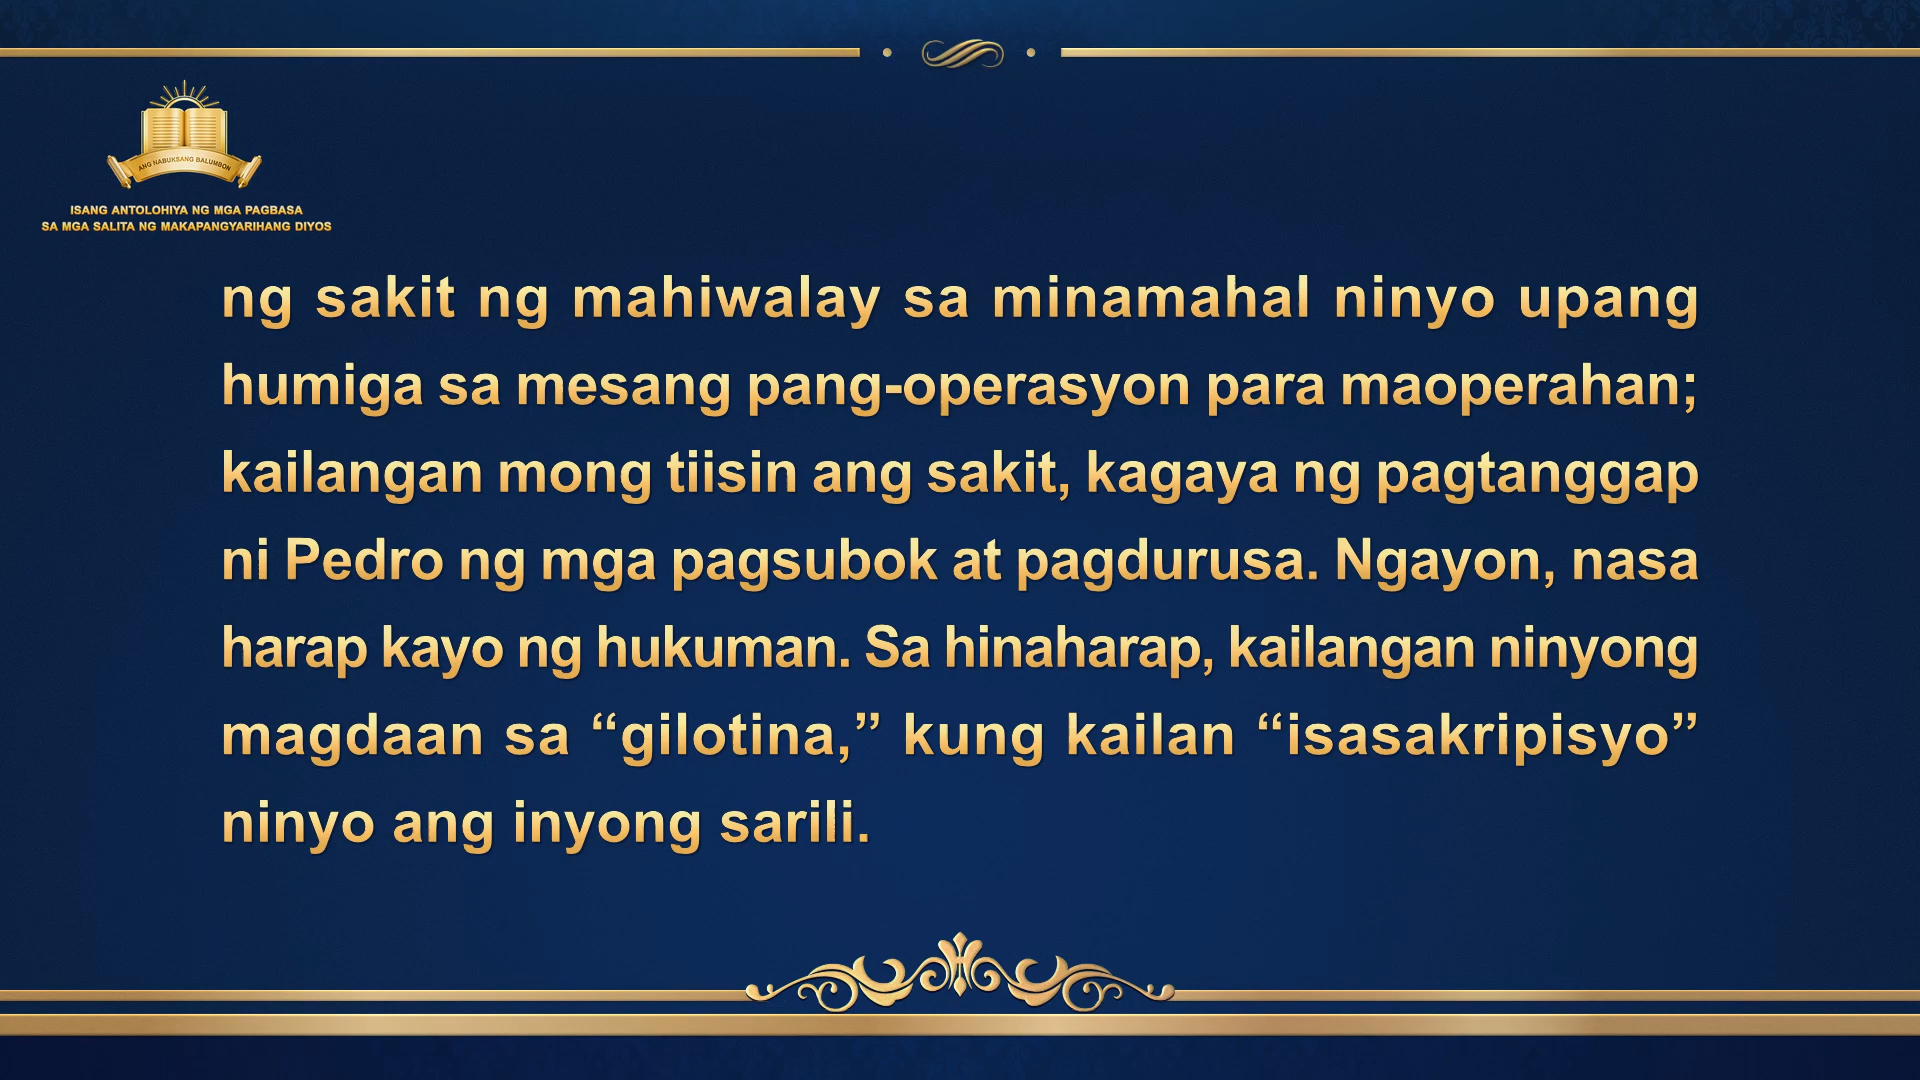 ANG NABUKSANG BALUMBON
ISANG ANTOLOHIYA NG MGA PAGBASA
SA MGA SALITA NG MAKAPANGYARIHANG DIYOS
ng sakit ng mahiwalay sa minamahal ninyo upang
humiga sa mesang pang-operasyon para maoperahan;
kailangan mong tiisin ang sakit, kagaya ng pagtanggap
ni Pedro ng mga pagsubok at pagdurusa. Ngayon, nasa
harap kayo ng hukuman. Sa hinaharap, kailangan ninyong
magdaan sa “gilotina,” kung kailan “isasakripisyo”
ninyo ang inyong sarili.